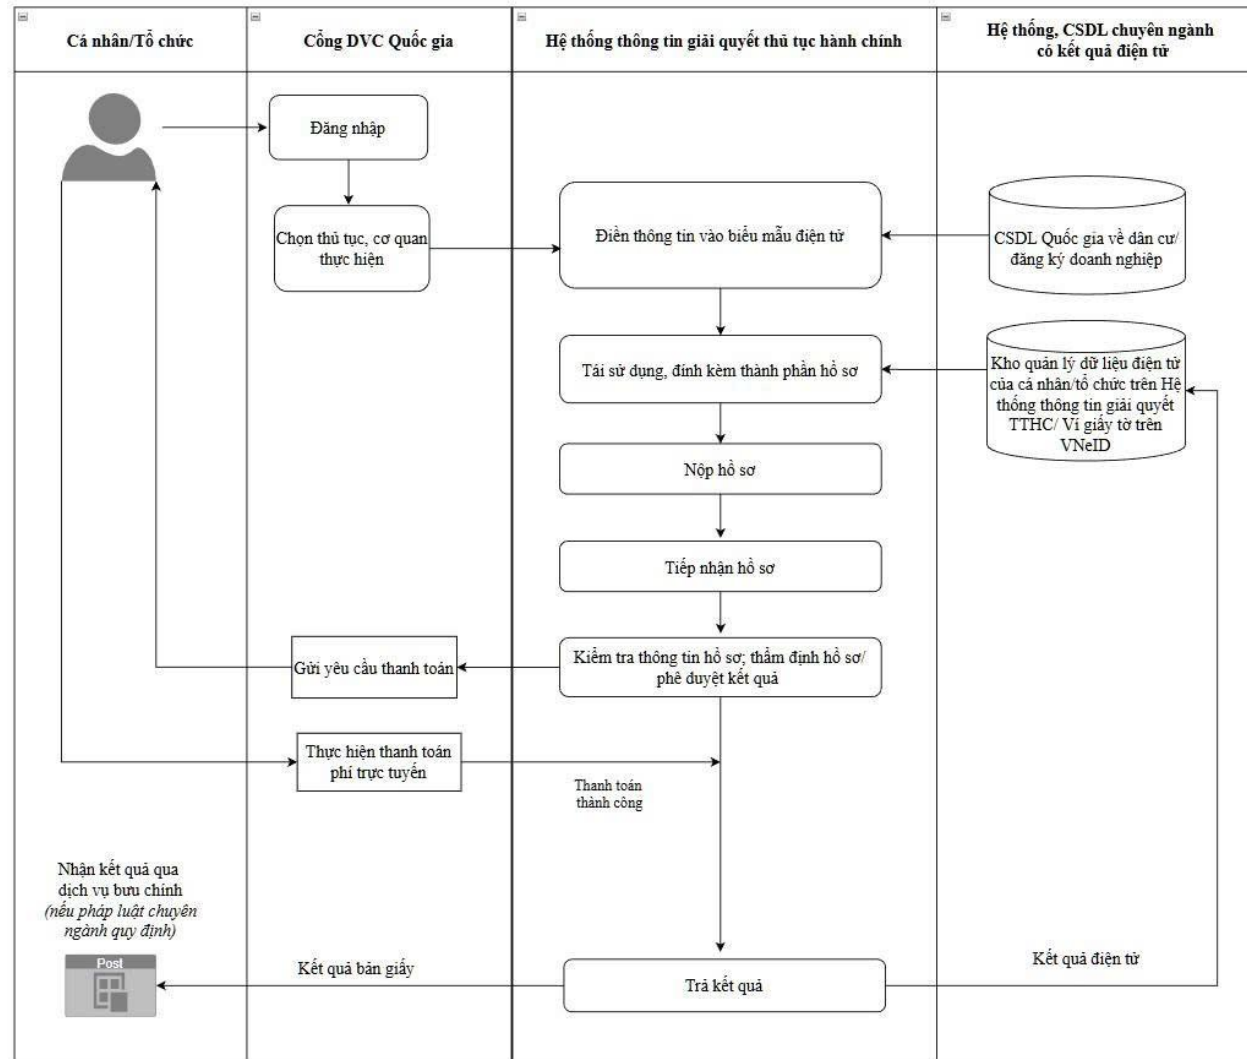 Cá nhân/Tổ chức
Cổng DVC Quốc gia
Hệ thống thông tin giải quyết thủ tục hành chính
Hệ thống, CSDL chuyên ngành
có kết quả điện tử
Đăng nhập
Chọn thủ tục, cơ quan
thực hiện
Điền thông tin vào biểu mẫu điện tử
CSDL Quốc gia về dân cư/
đăng ký doanh nghiệp
Tái sử dụng, đính kèm thành phần hồ sơ
Kho quản lý dữ liệu điện tử
của cá nhân/tổ chức trên Hệ
thống thông tin giải quyết
TTHC/ Ví giấy tờ trên
VNeID
Nộp hồ sơ
Tiếp nhận hồ sơ
Kiểm tra thông tin hồ sơ; thẩm định hồ sơ/
phê duyệt kết quả
Gửi yêu cầu thanh toán
Thực hiện thanh toán
phí trực tuyến
Thanh toán
thành công
Nhận kết quả qua
dịch vụ bưu chính
(nếu pháp luật chuyên
ngành quy định)
Post
Kết quả bản giấy
Trả kết quả
Kết quả điện tử